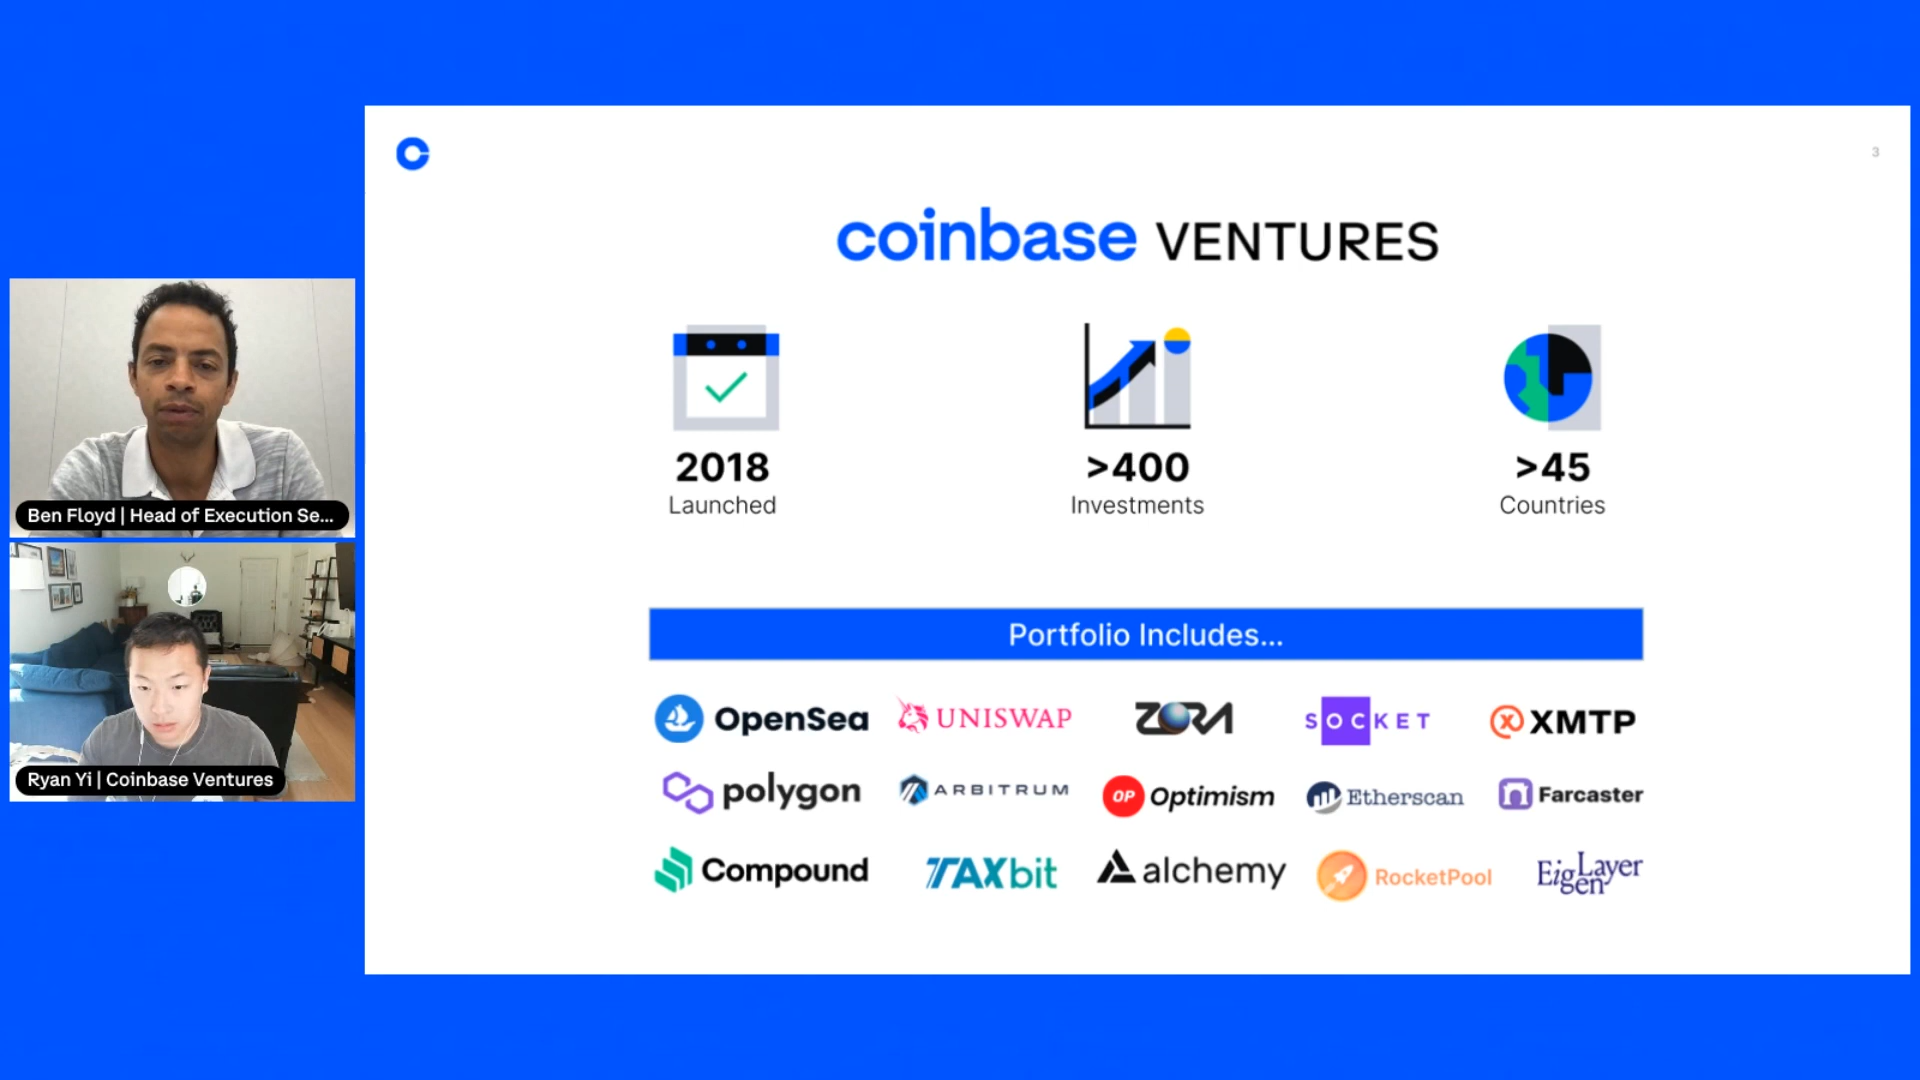 3
coinbase VENTURES
2018
Launched
>400
Investments
>45
Countries
Portfolio Includes...
OpenSea UNISWAP ZORA SOCKET XMTP
polygon ARBITRUM OP Optimism Etherscan Farcaster
Compound TAXbit alchemy RocketPool EigenLayer
Ben Floyd | Head of Execution Se...
Ryan Yi | Coinbase Ventures